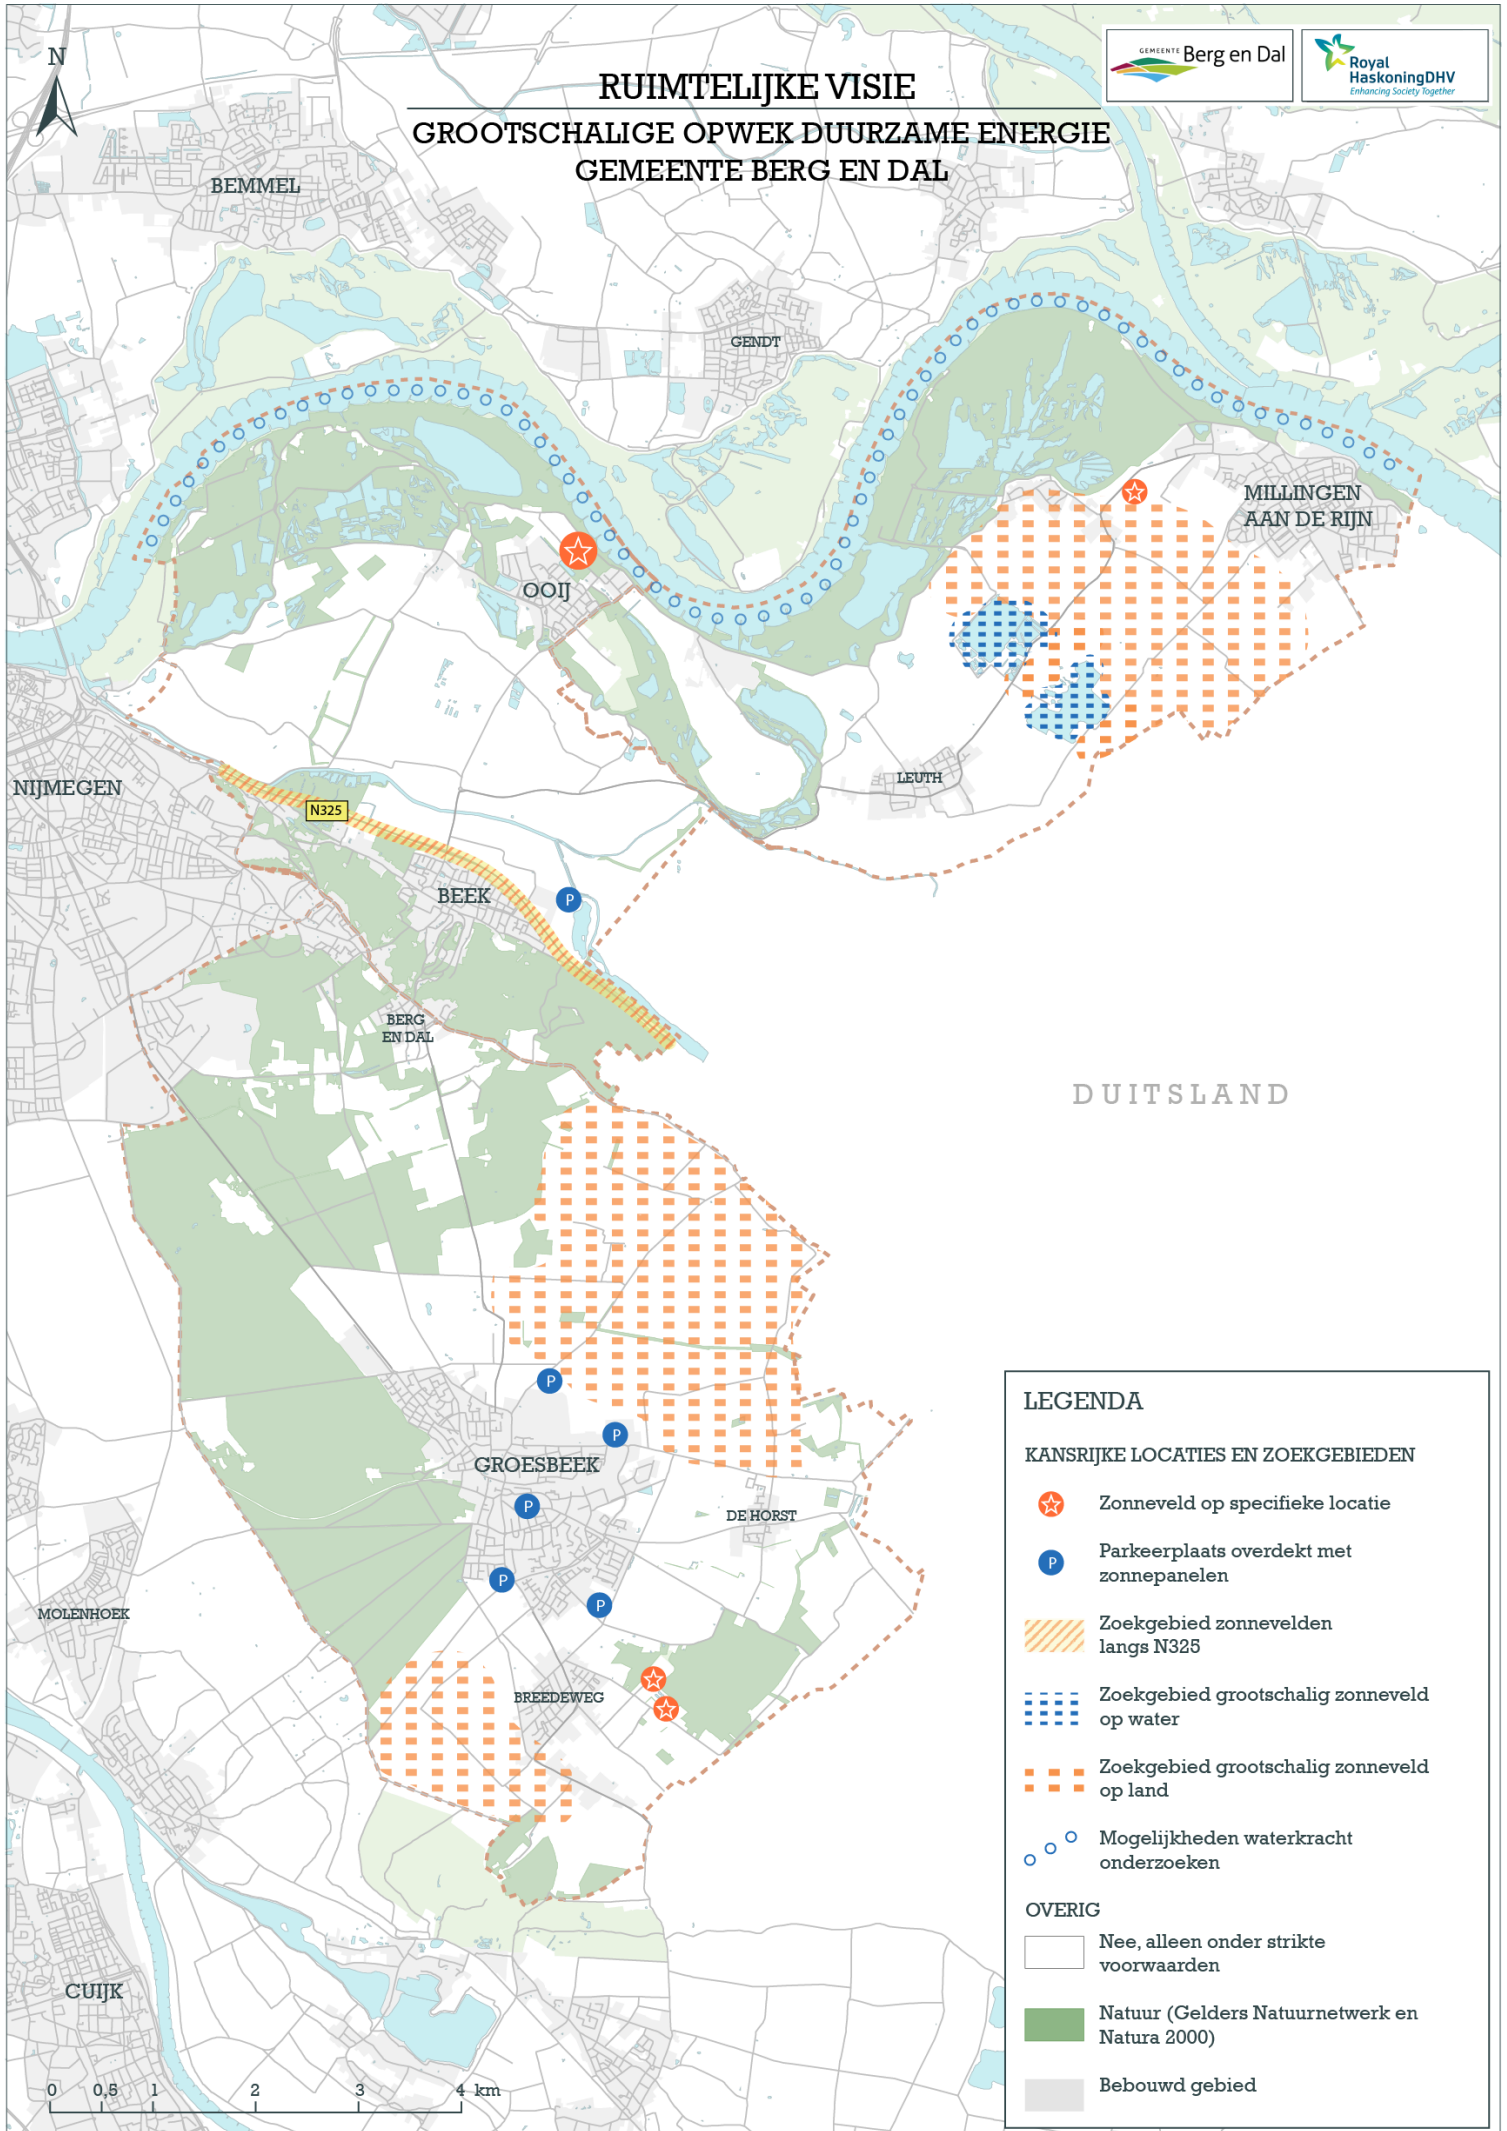 N
GEMEENTE Berg en Dal
Royal
HaskoningDHV
Enhancing Society Together
RUIMTELIJKE VISIE
GROOTSCHALIGE OPWEK DUURZAME ENERGIE
GEMEENTE BERG EN DAL
BEMMEL
GENDT
MILLINGEN
AAN DE RIJN
OOIJ
LEUTH
NIJMEGEN
N325
BEEK
P
BERG
EN DAL
DUITSLAND
P
P
GROESBEEK
P
DE HORST
P
P
MOLENHOEK
BREEDEWEG
CUIJK
0 0,5 1 2 3 4 km
LEGENDA
KANSRIJKE LOCATIES EN ZOEKGEBIEDEN
Zonneveld op specifieke locatie
P
Parkeerplaats overdekt met
zonnepanelen
Zoekgebied zonnevelden
langs N325
Zoekgebied grootschalig zonneveld
op water
Zoekgebied grootschalig zonneveld
op land
Mogelijkheden waterkracht
onderzoeken
OVERIG
Nee, alleen onder strikte
voorwaarden
Natuur (Gelders Natuurnetwerk en
Natura 2000)
Bebouwd gebied